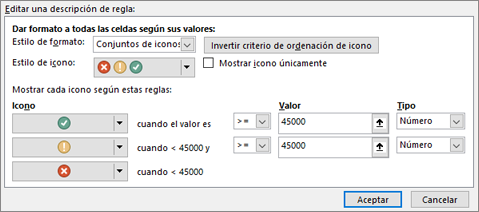 Editar una descripción de regla:
Dar formato a todas las celdas según sus valores:
Estilo de formato: Conjuntos de iconos Invertir criterio de ordenación de icono
Estilo de icono: Mostrar icono únicamente
Mostrar cada icono según estas reglas:
Icono Valor Tipo
cuando el valor es >= 45000 Número
cuando < 45000 y >= 45000 Número
cuando < 45000
Aceptar Cancelar